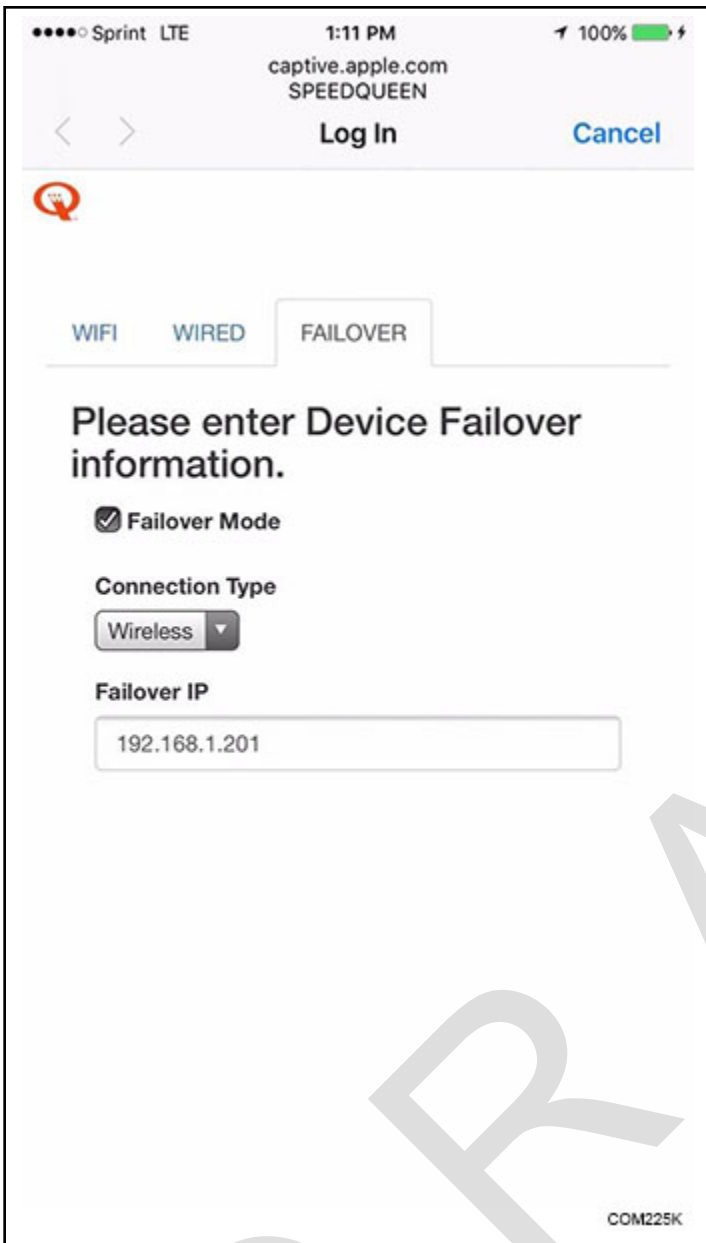 Sprint LTE 1:11 PM 100%
captive.apple.com
SPEEDQUEEN
Log In Cancel
WIFI WIRED FAILOVER
Please enter Device Failover
information.
Failover Mode
Connection Type
Wireless
Failover IP
192.168.1.201
COM225K